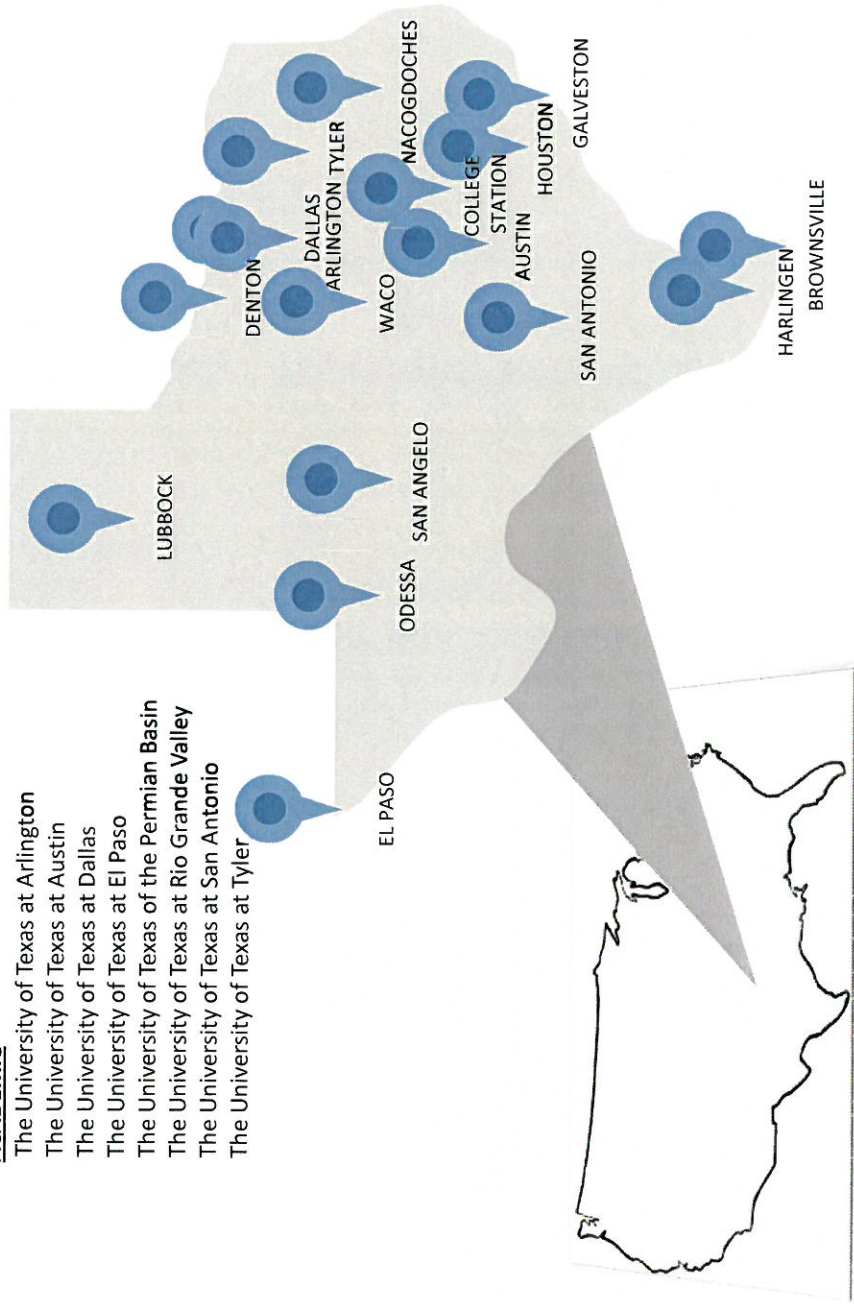 The University of Texas at Arlington
The University of Texas at Austin
The University of Texas at Dallas
The University of Texas at El Paso
The University of Texas of the Permian Basin
The University of Texas at Rio Grande Valley
The University of Texas at San Antonio
The University of Texas at Tyler
LUBBOCK
DENTON
DALLAS
ARLINGTON
TYLER
WACO
NACOGDOCHES
EL PASO
ODESSA
SAN ANGELO
COLLEGE
STATION
AUSTIN
HOUSTON
GALVESTON
SAN ANTONIO
HARLINGEN
BROWNSVILLE